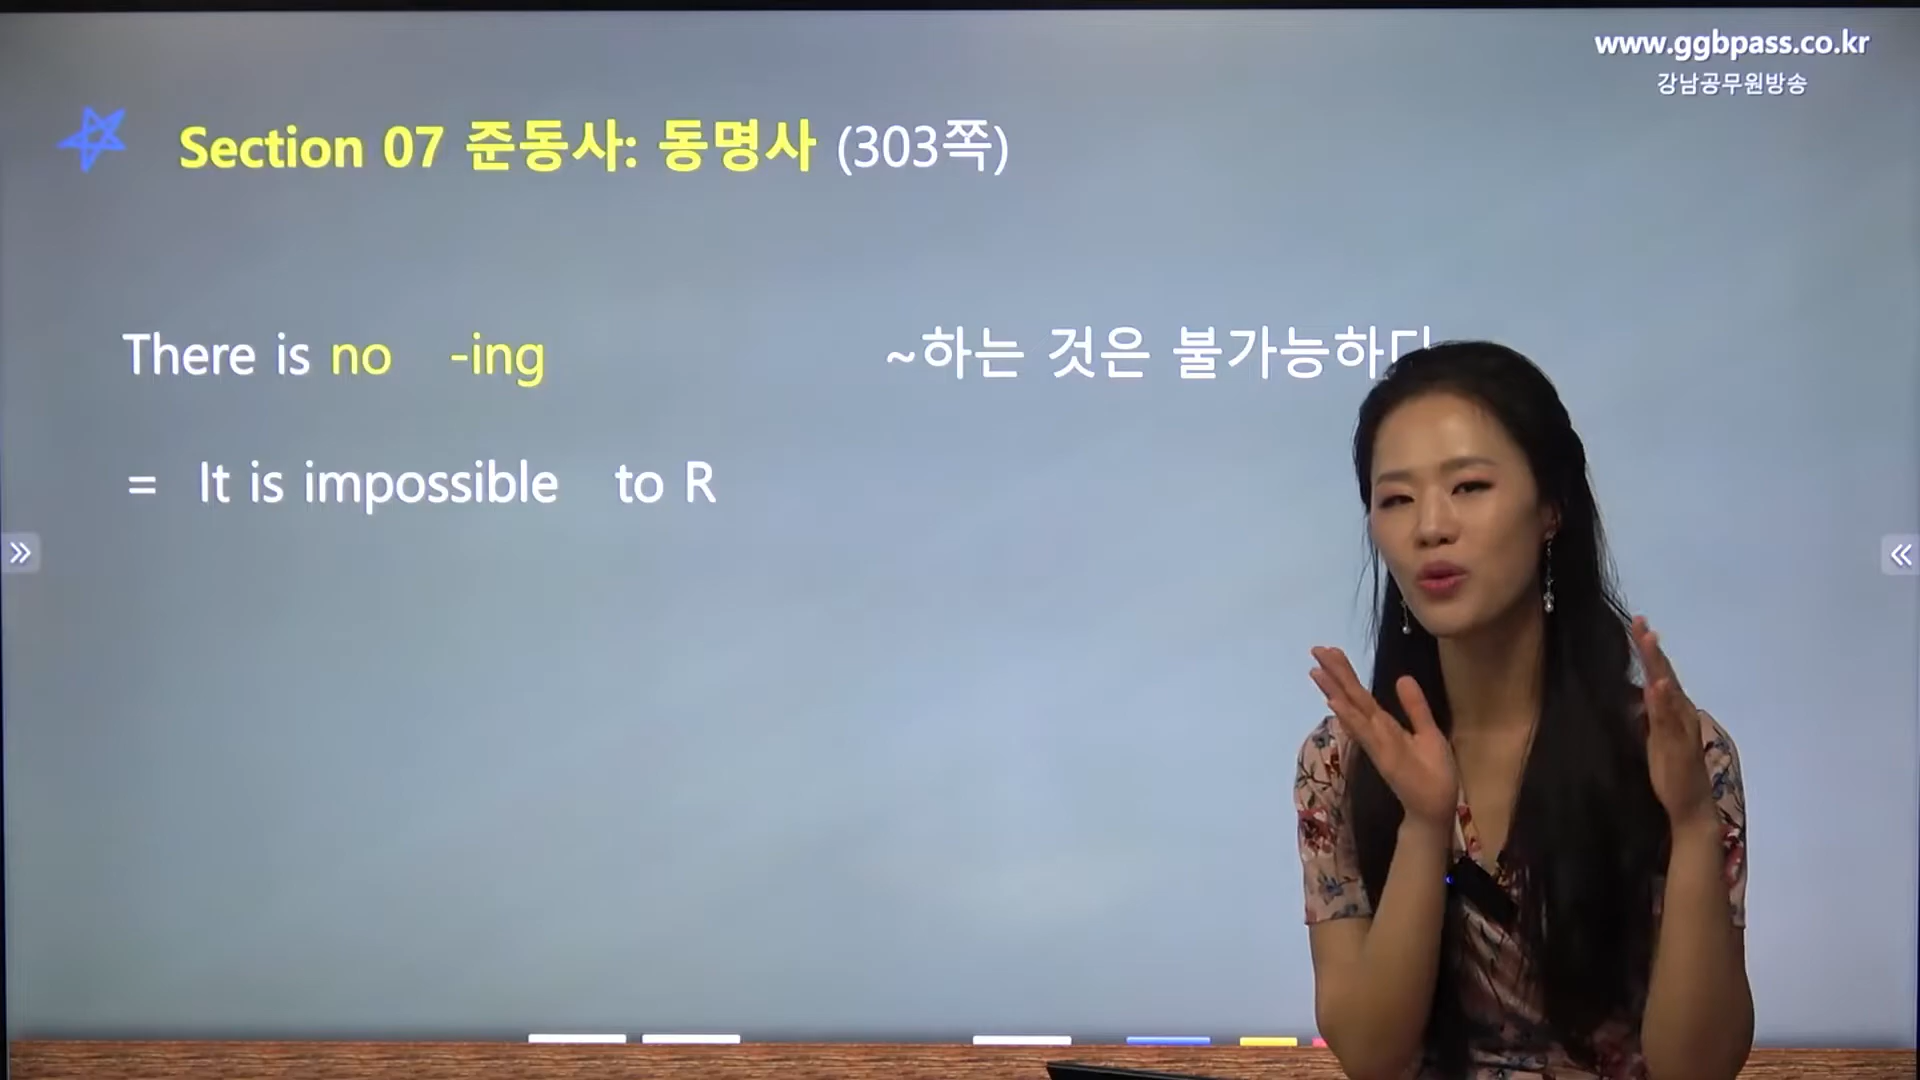 www.ggbpass.co.kr
강남공무원방송
Section 07 준동사: 동명사 (303쪽)
There is no -ing ~하는 것은 불가능하다
= It is impossible to R